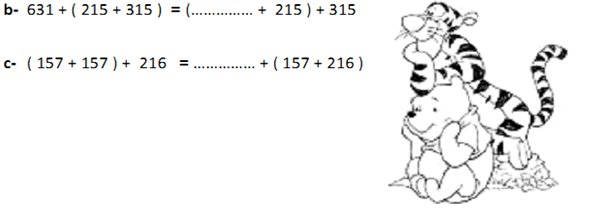 b- 631 + ( 215 + 315 ) = (.............. + 215 ) + 315
c- ( 157 + 157 ) + 216 = .............. + ( 157 + 216 )